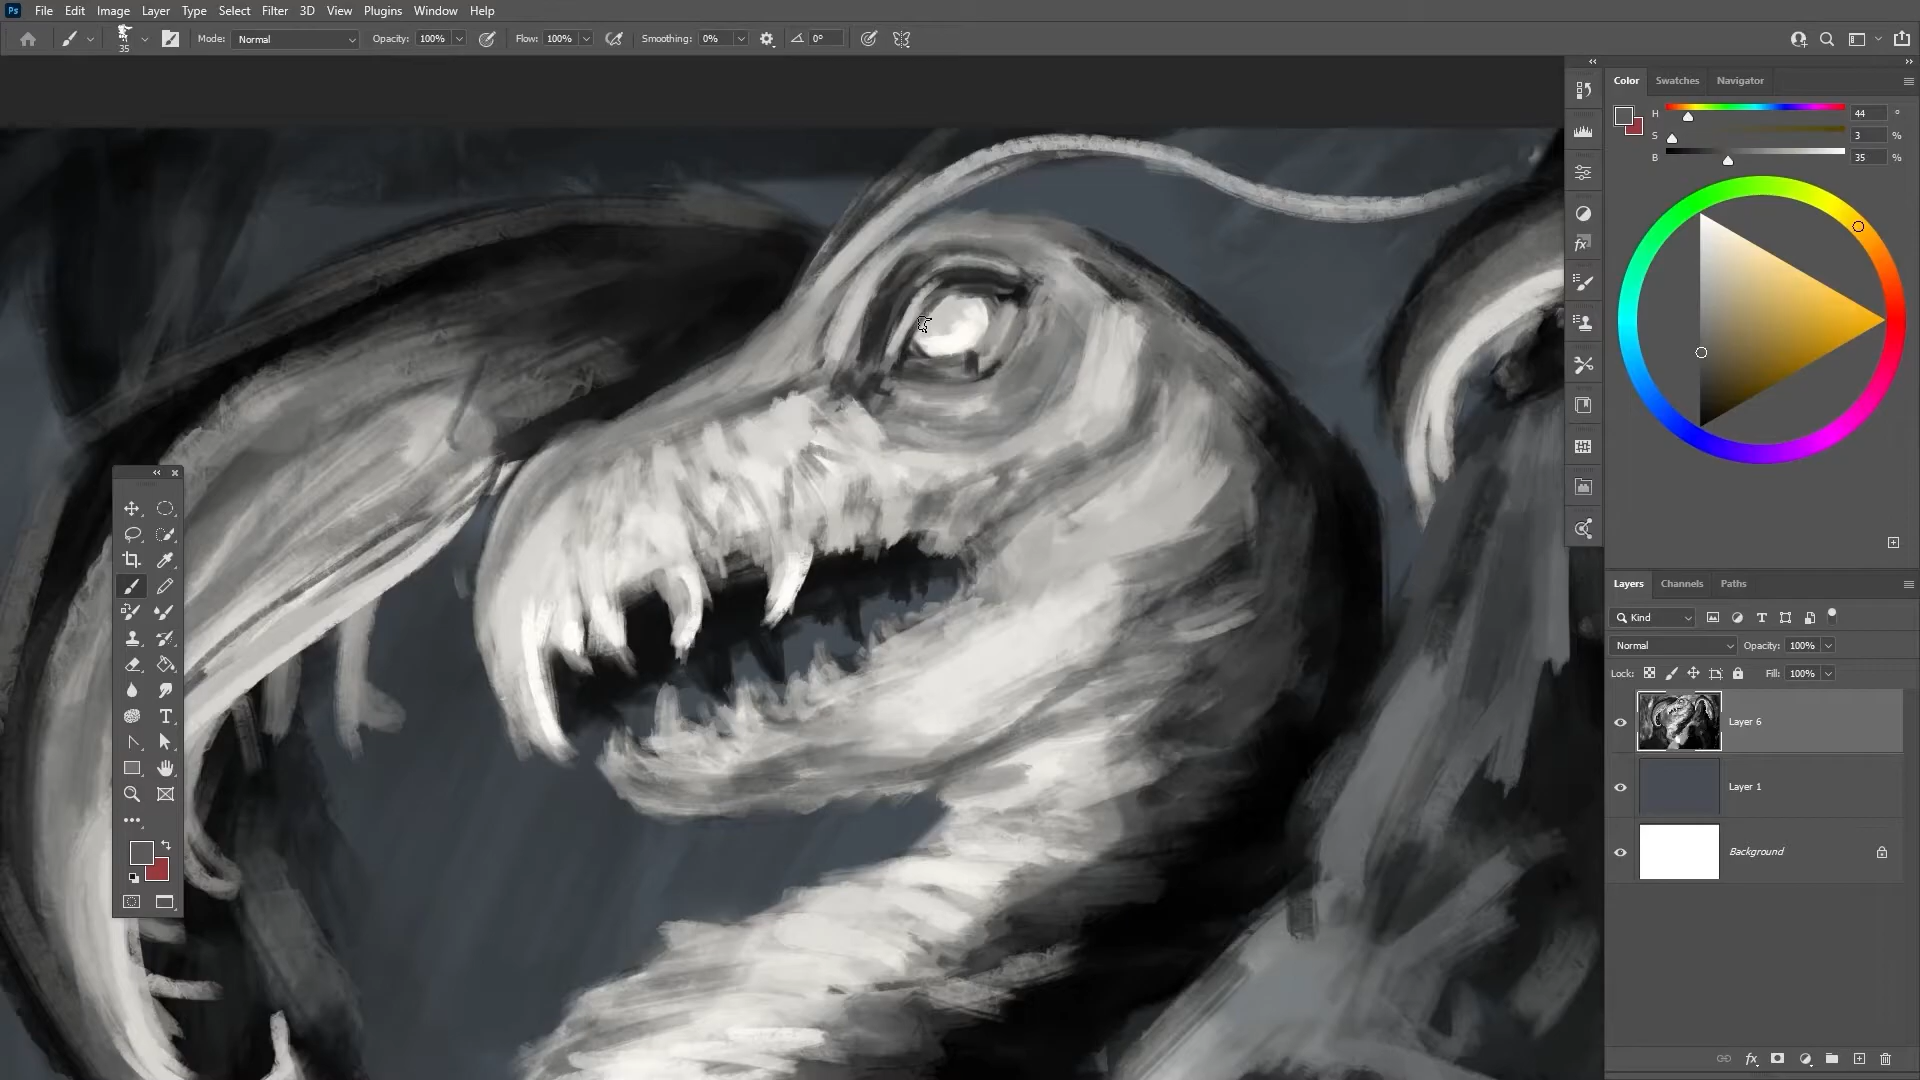 Ps File Edit Image Layer Type Select Filter 3D View Plugins Window Help
35 Mode: Normal Opacity: 100% Flow: 100% Smoothing: 0% 0°
Color Swatches Navigator
H 44 °
S 3 %
B 35 %
fx
Layers Channels Paths
Kind
Normal Opacity: 100%
Lock: Fill: 100%
Layer 6
Layer 1
Background
fx